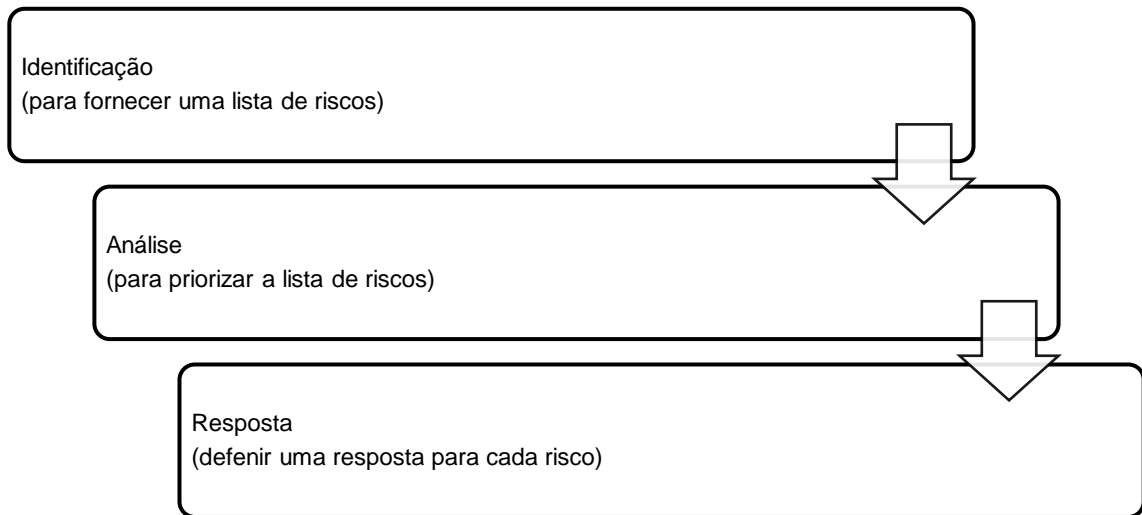 Identificação
(para fornecer uma lista de riscos)
Análise
(para priorizar a lista de riscos)
Resposta
(defenir uma resposta para cada risco)